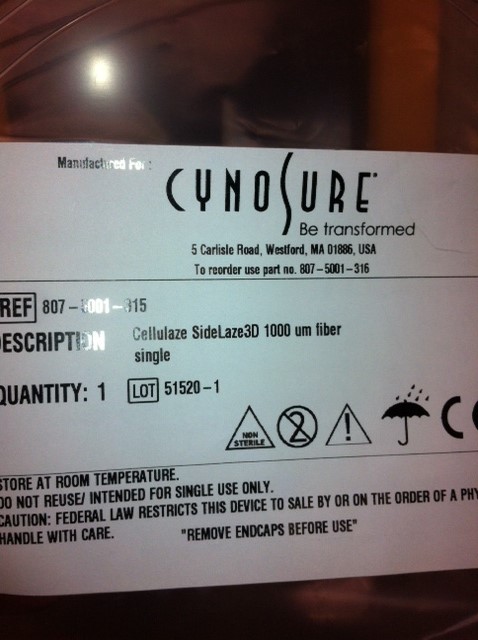 Manufactured For:
CYNOSURE
Be transformed
5 Carlisle Road, Westford, MA 01886, USA
To reorder use part no. 807-5001-316
REF 807-5001-315
DESCRIPTION Cellulaze SideLaze3D 1000 um fiber
single
QUANTITY: 1 LOT 51520-1
NON
STERILE
2
!
CE
STORE AT ROOM TEMPERATURE.
DO NOT REUSE/ INTENDED FOR SINGLE USE ONLY.
CAUTION: FEDERAL LAW RESTRICTS THIS DEVICE TO SALE BY OR ON THE ORDER OF A PHY
HANDLE WITH CARE. "REMOVE ENDCAPS BEFORE USE"